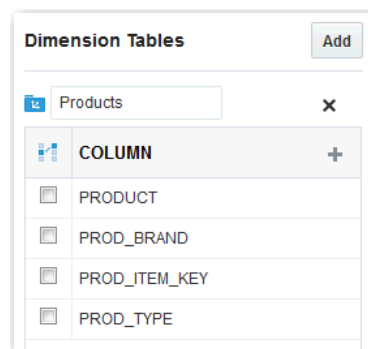 Dimension Tables
Add
Products
COLUMN
PRODUCT
PROD_BRAND
PROD_ITEM_KEY
PROD_TYPE